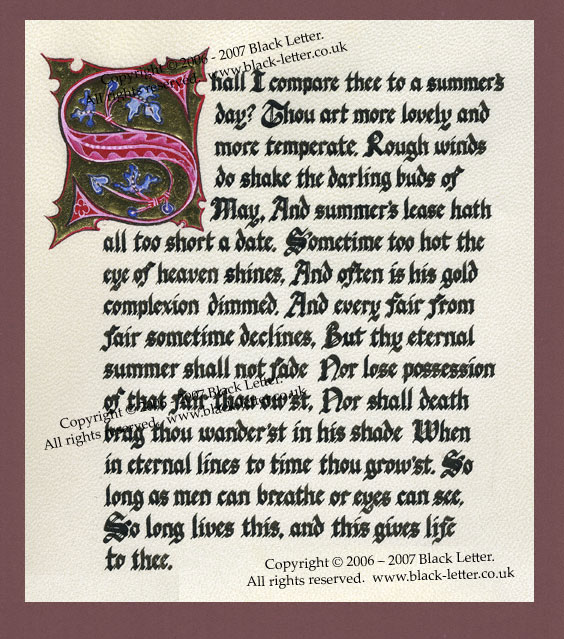 Shall I compare thee to a summer's
day? Thou art more lovely and
more temperate. Rough winds
do shake the darling buds of
May, And summer's lease hath
all too short a date. Sometime too hot the
eye of heaven shines, And often is his gold
complexion dimmed, And every fair from
fair sometime declines, But thy eternal
summer shall not fade Nor lose possession
of that fair thou ow'st, Nor shall death
brag thou wander'st in his shade When
in eternal lines to time thou grow'st. So
long as men can breathe or eyes can see,
So long lives this, and this gives life
to thee.
Copyright © 2006 - 2007 Black Letter.
All rights reserved. www.black-letter.co.uk
Copyright © 2006 - 2007 Black Letter.
All rights reserved. www.black-letter.co.uk
Copyright © 2006 – 2007 Black Letter.
All rights reserved. www.black-letter.co.uk